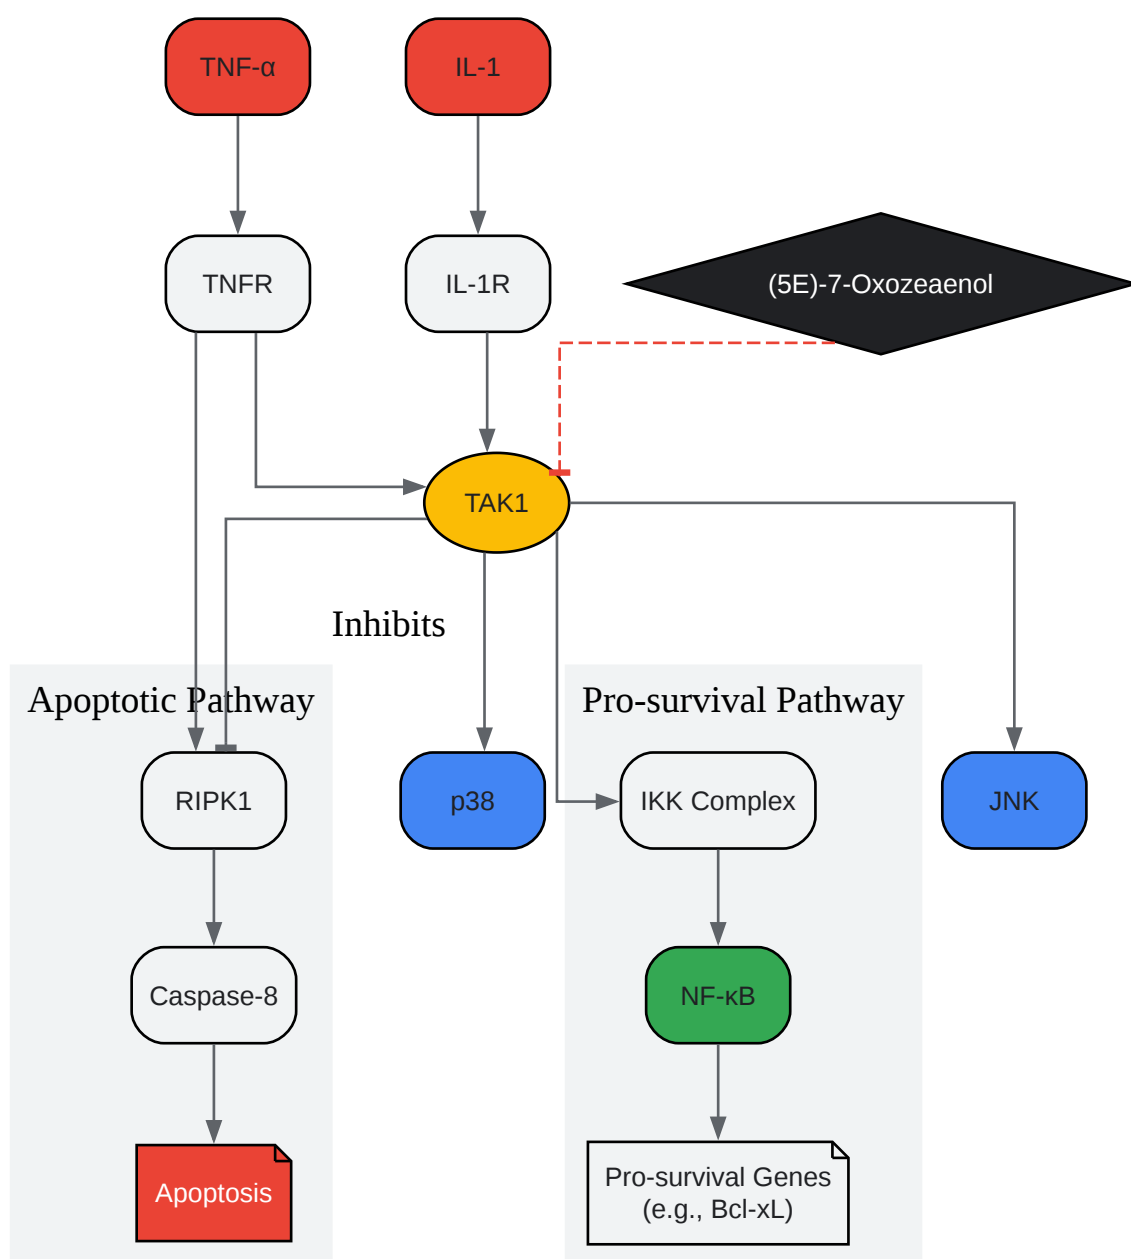 TNF-α
IL-1
TNFR
IL-1R
(5E)-7-Oxozeaenol
TAK1
Inhibits
Apoptotic Pathway
Pro-survival Pathway
RIPK1
p38
IKK Complex
JNK
Caspase-8
NF-κB
Apoptosis
Pro-survival Genes
(e.g., Bcl-xL)